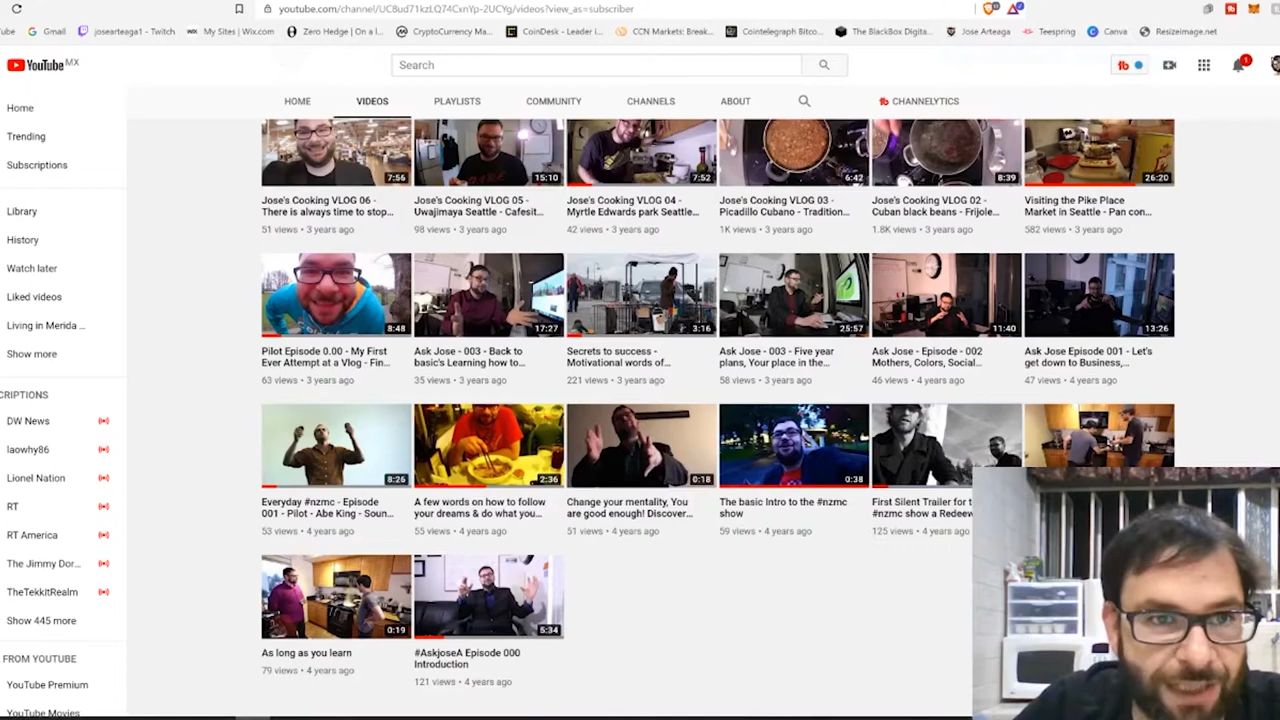 youtube.com/channel/UC8ud71kzLQ74CxnYp-2UCYg/videos?view_as=subscriber
ube Gmail josearteaga1 - Twitch My Sites | Wix.com Zero Hedge | On a l... CryptoCurrency Ma... CoinDesk - Leader i... CCN Markets: Break... Cointelegraph Bitco... The BlackBox Digita... Jose Arteaga Teespring Canva Resizeimage.net
YouTube MX
Search
1
Home
HOME VIDEOS PLAYLISTS COMMUNITY CHANNELS ABOUT CHANNELYTICS
Trending
Subscriptions
Library
History
Watch later
Liked videos
Living in Merida ...
Show more
CRIPTIONS
DW News
laowhy86
Lionel Nation
RT
RT America
The Jimmy Dor...
TheTekkitRealm
Show 445 more
FROM YOUTUBE
YouTube Premium
YouTube Movies
7:56 15:10 7:52 6:42 8:39 26:20
Jose's Cooking VLOG 06 - Jose's Cooking VLOG 05 - Jose's Cooking VLOG 04 - Jose's Cooking VLOG 03 - Jose's Cooking VLOG 02 - Visiting the Pike Place
There is always time to stop... Uwajimaya Seattle - Cafesit... Myrtle Edwards park Seattle... Picadillo Cubano - Tradition... Cuban black beans - Frijole... Market in Seattle - Pan con...
51 views • 3 years ago 98 views • 3 years ago 42 views • 3 years ago 1K views • 3 years ago 1.8K views • 3 years ago 582 views • 3 years ago
8:48 17:27 3:16 25:57 11:40 13:26
Pilot Episode 0.00 - My First Ask Jose - 003 - Back to Secrets to success - Ask Jose - 003 - Five year Ask Jose - Episode - 002 Ask Jose Episode 001 - Let's
Ever Attempt at a Vlog - Fin... basic's Learning how to... Motivational words of... plans, Your place in the... Mothers, Colors, Social... get down to Business,...
63 views • 3 years ago 35 views • 3 years ago 221 views • 3 years ago 58 views • 3 years ago 46 views • 4 years ago 47 views • 4 years ago
8:26 2:36 0:18 0:38
Everyday #nzmc - Episode A few words on how to follow Change your mentality, You The basic Intro to the #nzmc First Silent Trailer for t
001 - Pilot - Abe King - Soun... your dreams & do what you... are good enough! Discover... show #nzmc show a Redeew
53 views • 4 years ago 55 views • 4 years ago 51 views • 4 years ago 59 views • 4 years ago 125 views • 4 years ago
0:19 5:34
As long as you learn #AskjoseA Episode 000
Introduction
79 views • 4 years ago 121 views • 4 years ago